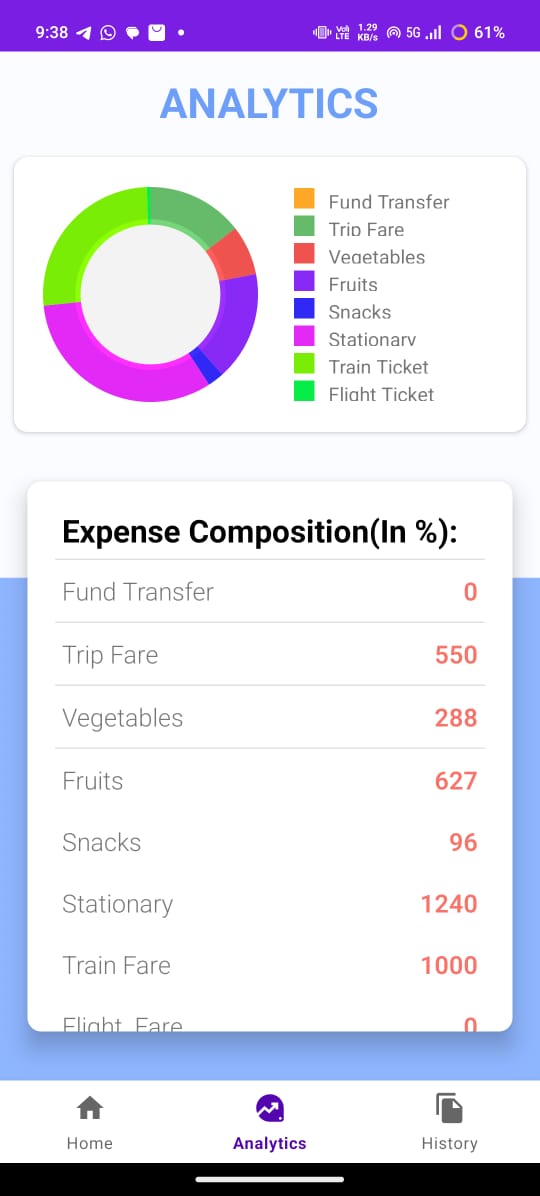 9:38 Vo) LTE 1.29 KB/s 5G 61%
ANALYTICS
Fund Transfer
Trip Fare
Vegetables
Fruits
Snacks
Stationary
Train Ticket
Flight Ticket
Expense Composition(In %):
Fund Transfer 0
Trip Fare 550
Vegetables 288
Fruits 627
Snacks 96
Stationary 1240
Train Fare 1000
Flight Fare 0
Home Analytics History